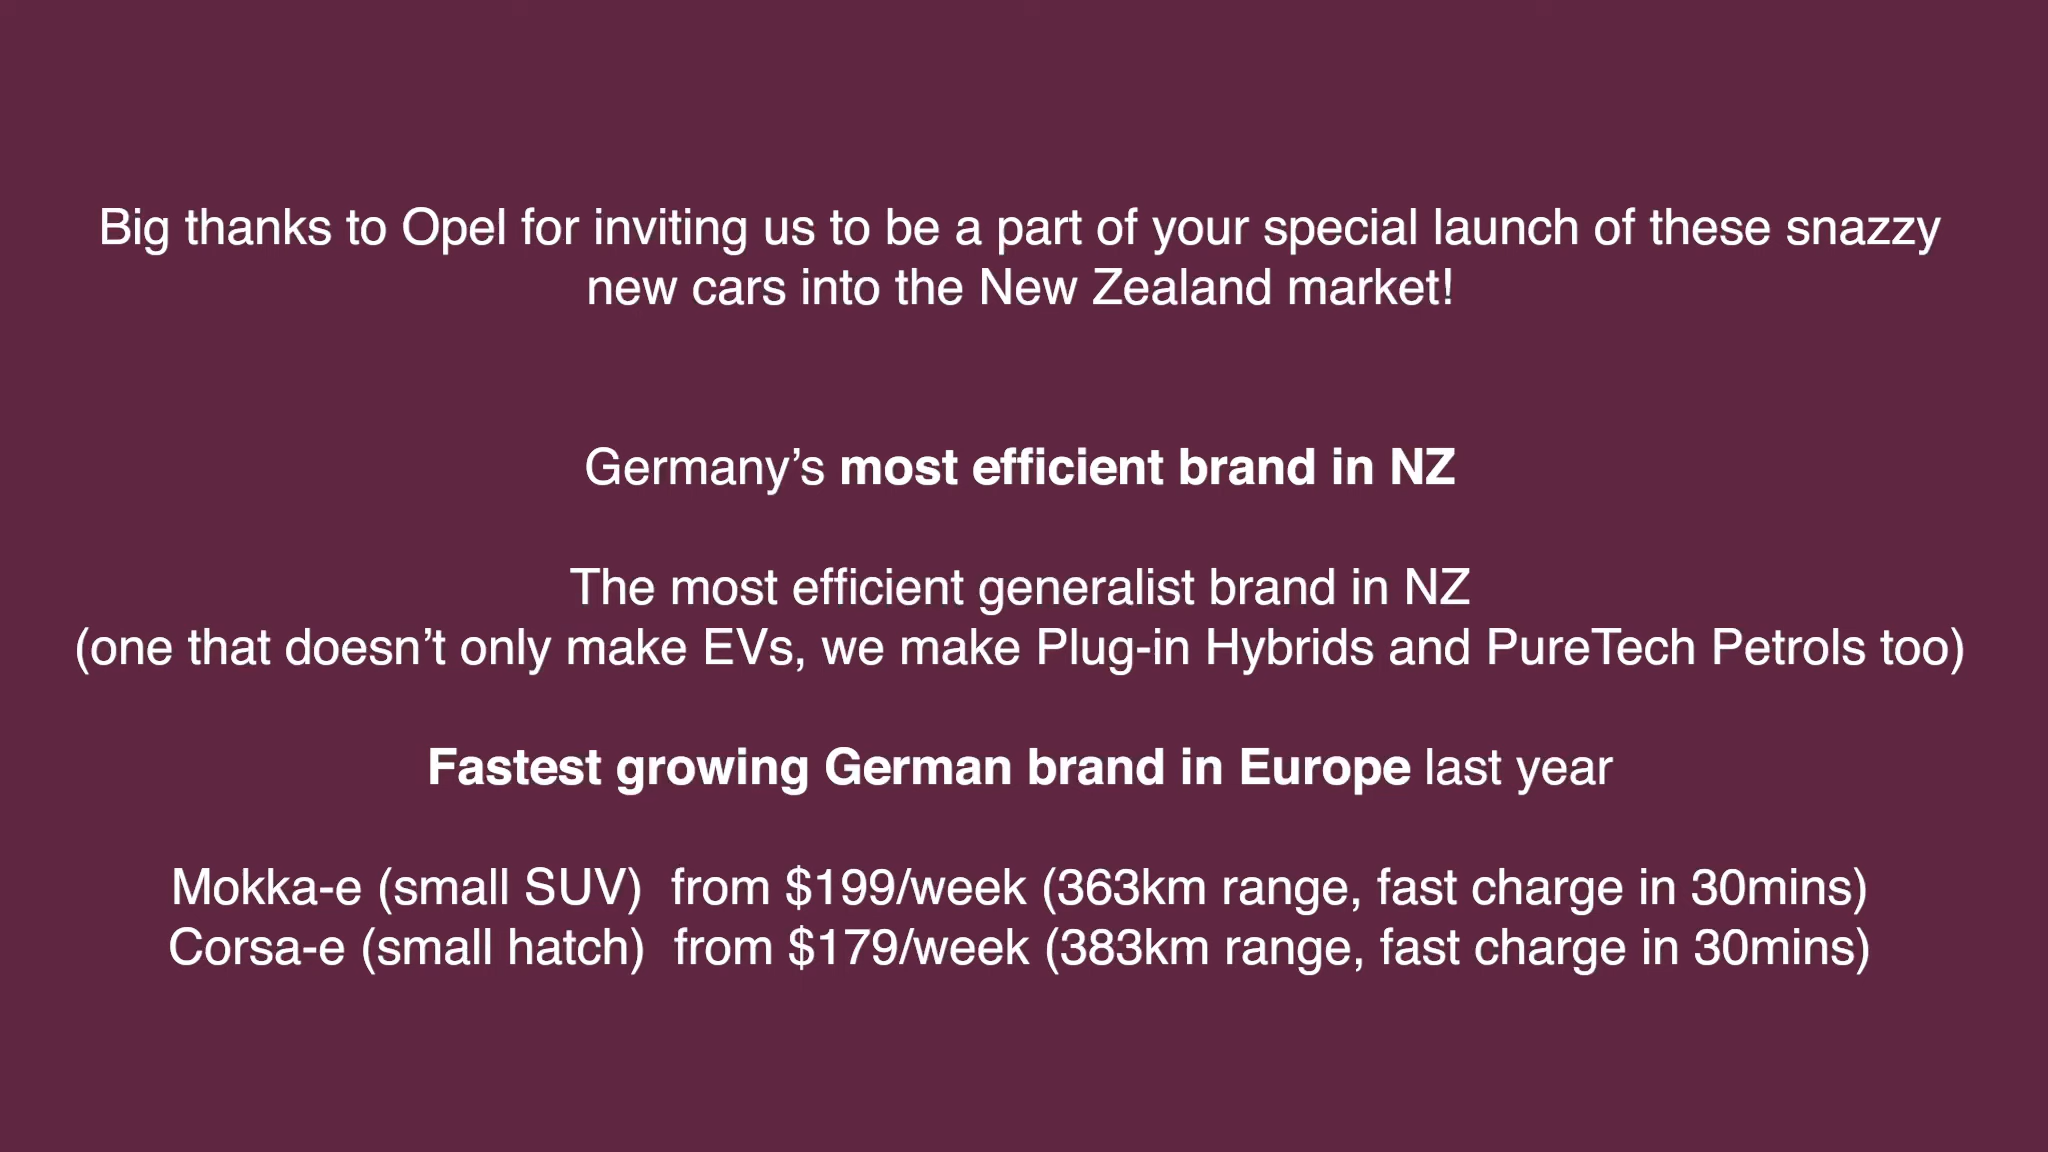 Big thanks to Opel for inviting us to be a part of your special launch of these snazzy
new cars into the New Zealand market!
Germany’s most efficient brand in NZ
The most efficient generalist brand in NZ
(one that doesn’t only make EVs, we make Plug-in Hybrids and PureTech Petrols too)
Fastest growing German brand in Europe last year
Mokka-e (small SUV)  from $199/week (363km range, fast charge in 30mins)
Corsa-e (small hatch)  from $179/week (383km range, fast charge in 30mins)